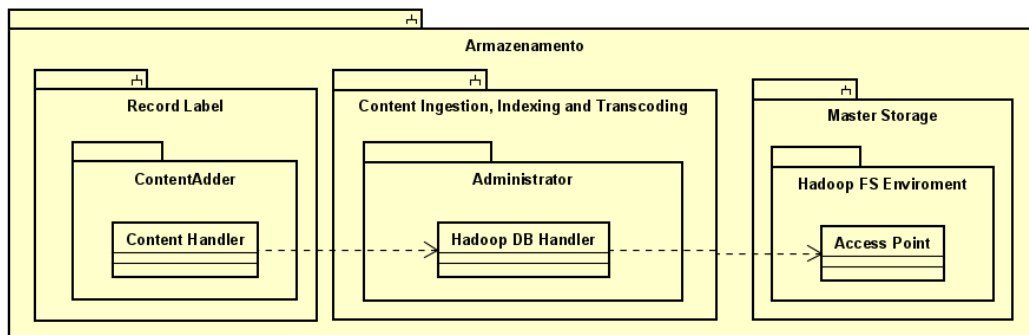 Armazenamento
Record Label
Content Ingestion, Indexing and Transcoding
Master Storage
ContentAdder
Administrator
Hadoop FS Enviroment
Content Handler
Hadoop DB Handler
Access Point